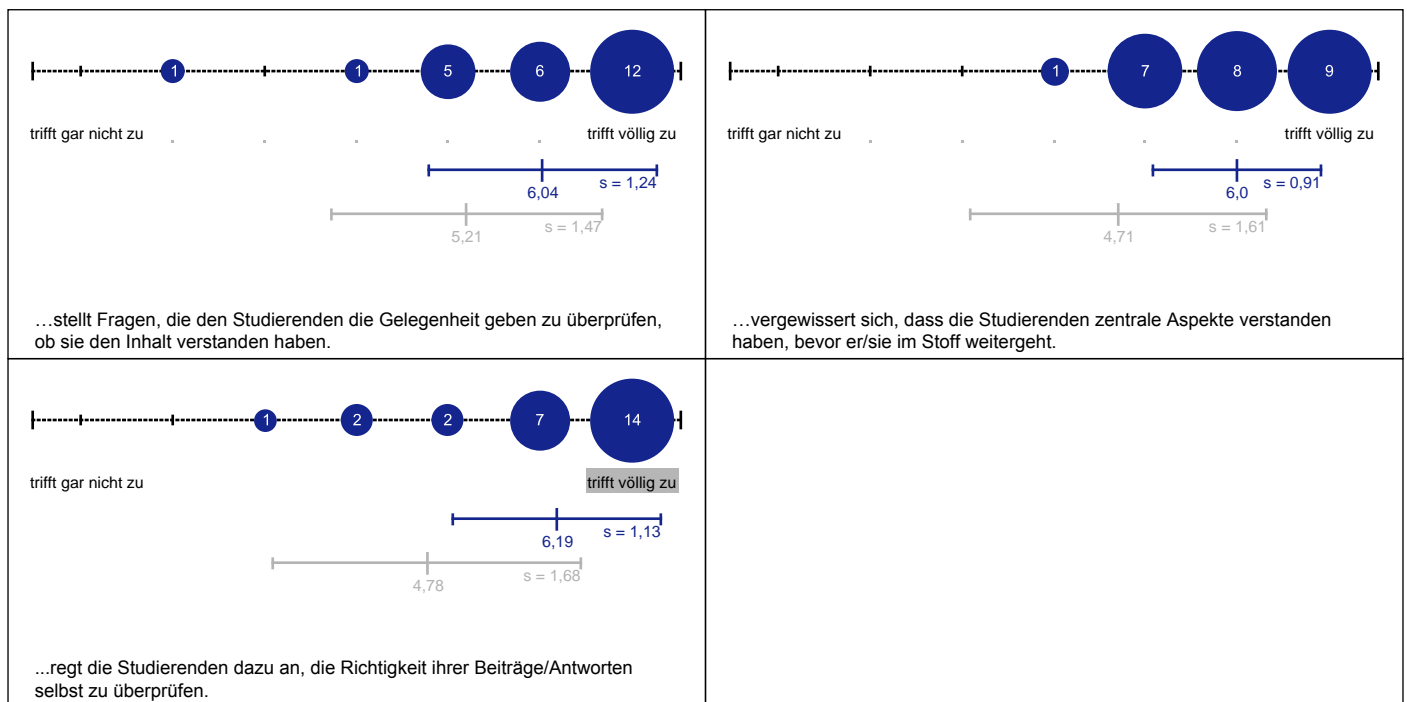 1 1 5 6 12
trifft gar nicht zu trifft völlig zu
s = 1,24
6,04
s = 1,47
5,21
…stellt Fragen, die den Studierenden die Gelegenheit geben zu überprüfen,
ob sie den Inhalt verstanden haben.
1 7 8 9
trifft gar nicht zu trifft völlig zu
s = 0,91
6,0
s = 1,61
4,71
…vergewissert sich, dass die Studierenden zentrale Aspekte verstanden
haben, bevor er/sie im Stoff weitergeht.
1 2 2 7 14
trifft gar nicht zu trifft völlig zu
s = 1,13
6,19
s = 1,68
4,78
...regt die Studierenden dazu an, die Richtigkeit ihrer Beiträge/Antworten
selbst zu überprüfen.